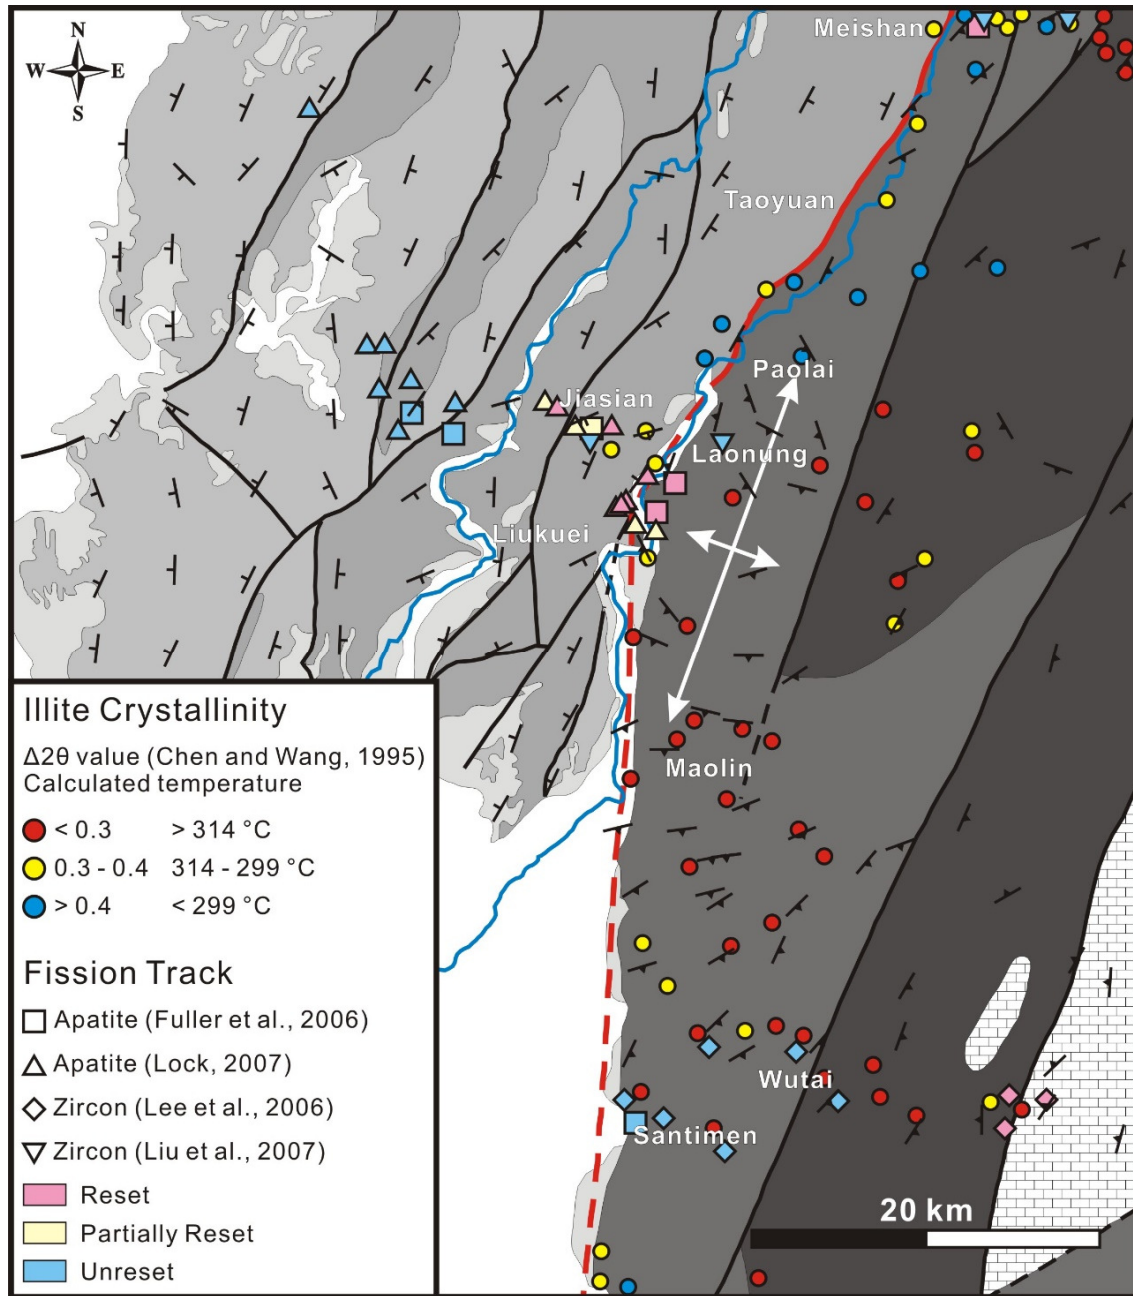 N
W E
S
Meishan
Taoyuan
Paolai
Jiasian
Laonung
Liukuei
Maolin
Wutai
Santimen
20 km
Illite Crystallinity
Δ2θ value (Chen and Wang, 1995)
Calculated temperature
< 0.3 > 314 °C
0.3 - 0.4 314 - 299 °C
> 0.4 < 299 °C
Fission Track
Apatite (Fuller et al., 2006)
Apatite (Lock, 2007)
Zircon (Lee et al., 2006)
Zircon (Liu et al., 2007)
Reset
Partially Reset
Unreset